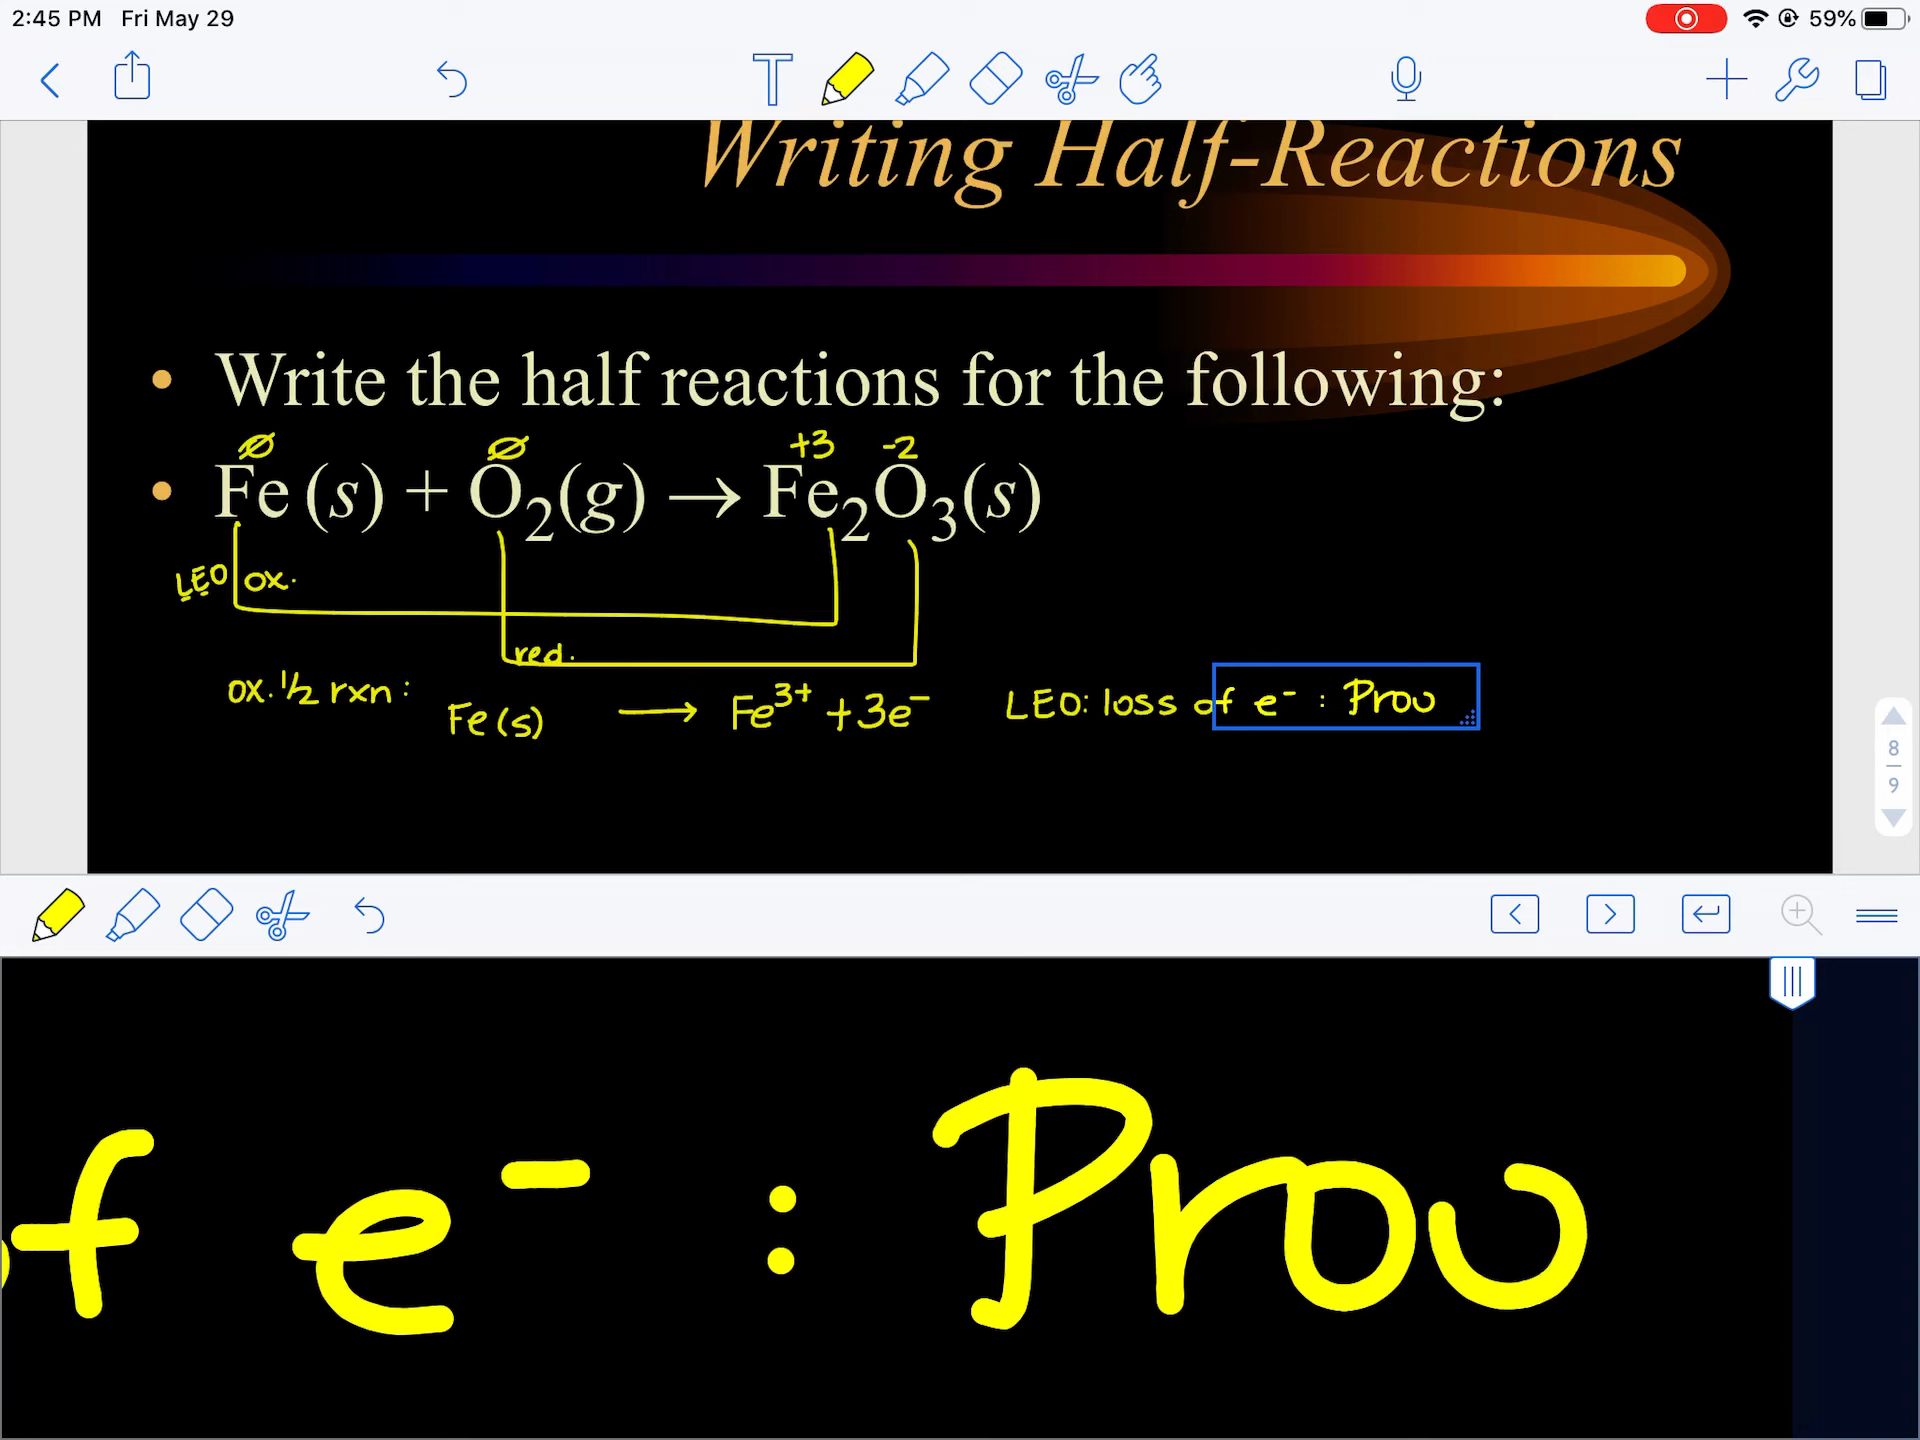 2:45 PM Fri May 29
59%
T
Writing Half-Reactions
• Write the half reactions for the following:
∅ ∅ +3 -2
• Fe (s) + O₂(g) → Fe₂O₃(s)
LEO ox.
red.
ox. ½ rxn: Fe(s) → Fe³⁺ + 3e⁻ LEO: loss of e⁻ : Prou
8
9
of e⁻ : Prou